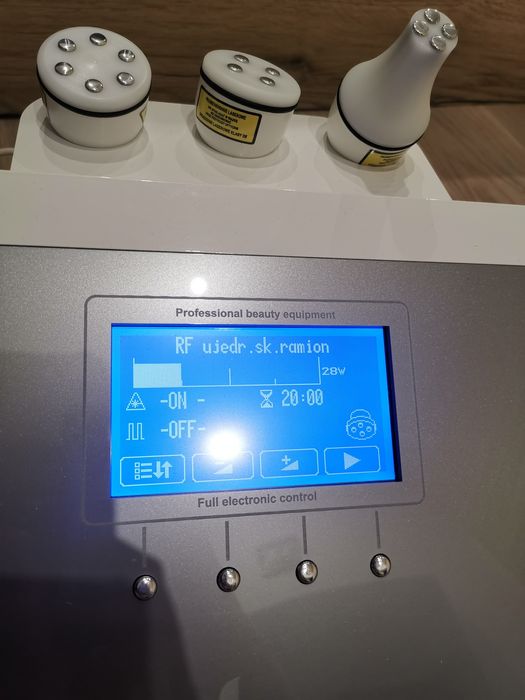 Professional beauty equipment
RF ujedr.sk.ramion
28W
-ON -
20:00
-OFF-
Full electronic control